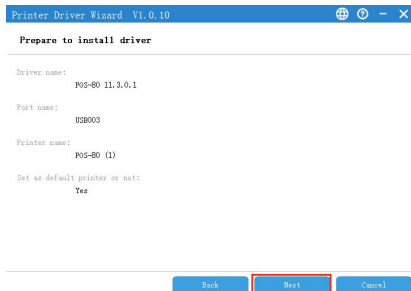 Printer Driver Wizard V1.0.10
Prepare to install driver
Driver name:
POS-80 11.3.0.1
Port name:
USB003
Printer name:
POS-80 (1)
Set as default printer or not:
Yes
Back Next Cancel